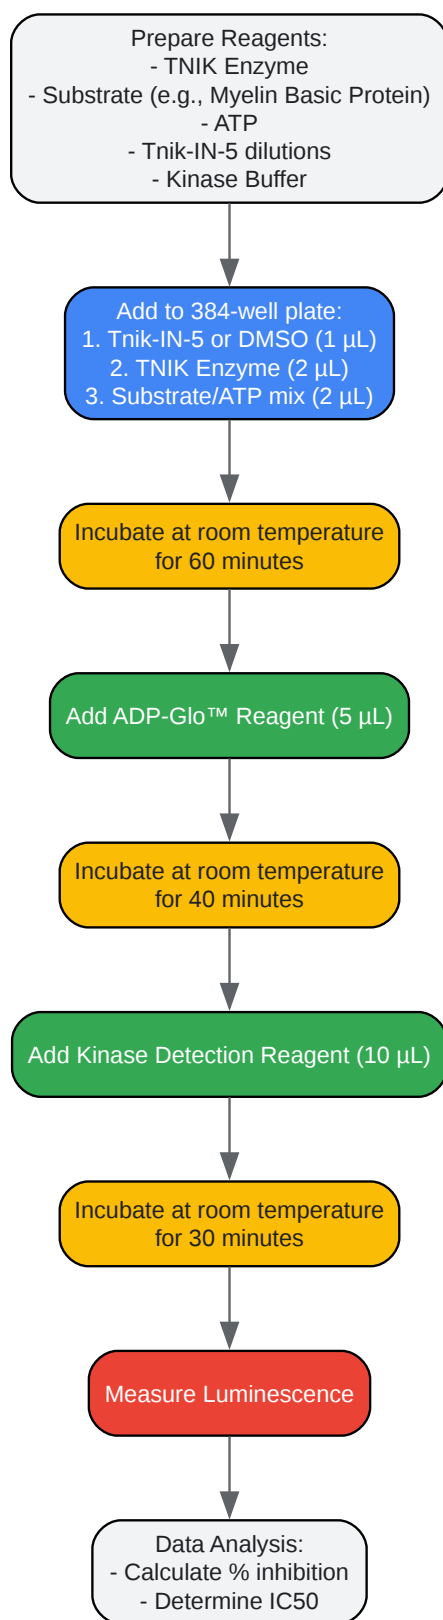 Prepare Reagents:
- TNIK Enzyme
- Substrate (e.g., Myelin Basic Protein)
- ATP
- Tnik-IN-5 dilutions
- Kinase Buffer
Add to 384-well plate:
1. Tnik-IN-5 or DMSO (1 µL)
2. TNIK Enzyme (2 µL)
3. Substrate/ATP mix (2 µL)
Incubate at room temperature
for 60 minutes
Add ADP-Glo™ Reagent (5 µL)
Incubate at room temperature
for 40 minutes
Add Kinase Detection Reagent (10 µL)
Incubate at room temperature
for 30 minutes
Measure Luminescence
Data Analysis:
- Calculate % inhibition
- Determine IC50